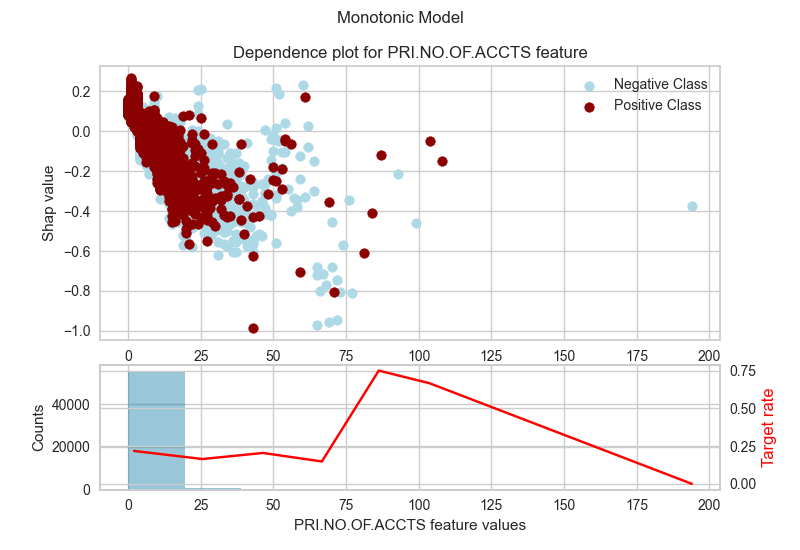 Monotonic Model
Dependence plot for PRI.NO.OF.ACCTS feature
Negative Class
Positive Class
Shap value
0.2
0.0
−0.2
−0.4
−0.6
−0.8
−1.0
0 25 50 75 100 125 150 175 200
Counts
40000
20000
0
0.75
0.50
0.25
0.00
Target rate
0 25 50 75 100 125 150 175 200
PRI.NO.OF.ACCTS feature values